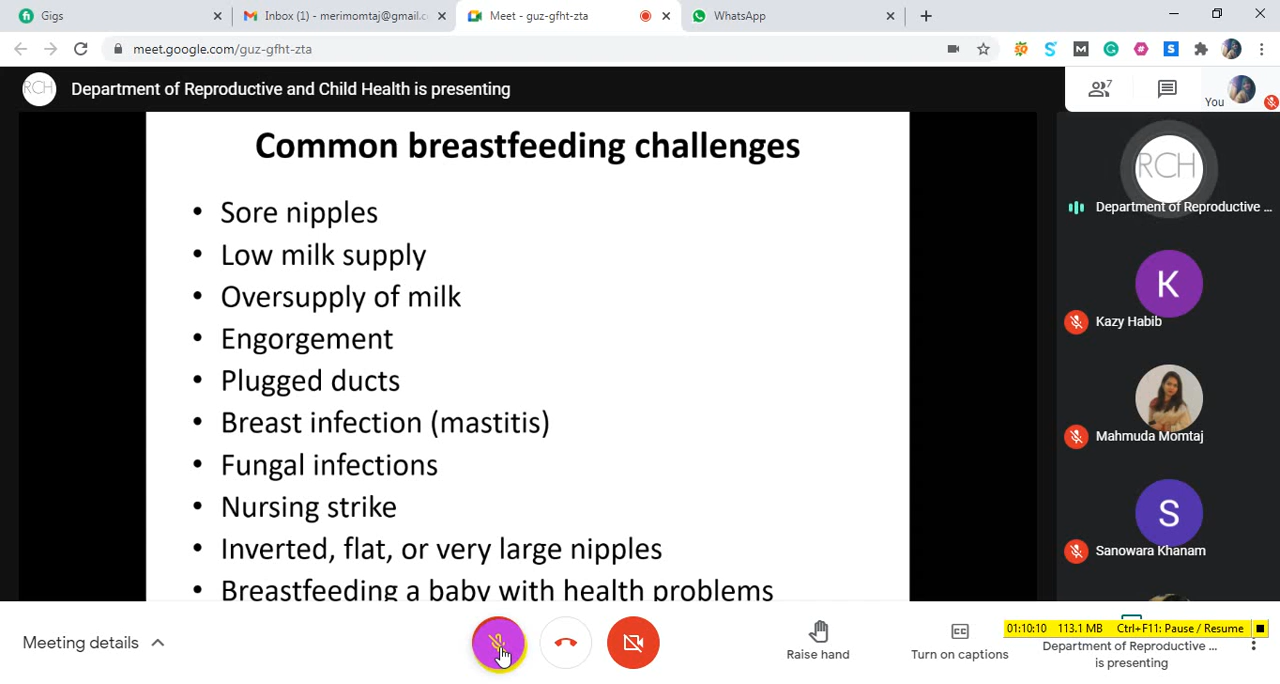 Gigs
Inbox (1) - merimomtaj@gmail.c
Meet - guz-gfht-zta
WhatsApp
meet.google.com/guz-gfht-zta
RCH
Department of Reproductive and Child Health is presenting
7
You
Common breastfeeding challenges
• Sore nipples
• Low milk supply
• Oversupply of milk
• Engorgement
• Plugged ducts
• Breast infection (mastitis)
• Fungal infections
• Nursing strike
• Inverted, flat, or very large nipples
• Breastfeeding a baby with health problems
RCH
Department of Reproductive ...
K
Kazy Habib
Mahmuda Momtaj
S
Sanowara Khanam
Meeting details
Raise hand
Turn on captions
01:10:10 113.1 MB Ctrl+F11: Pause / Resume
Department of Reproductive ...
is presenting